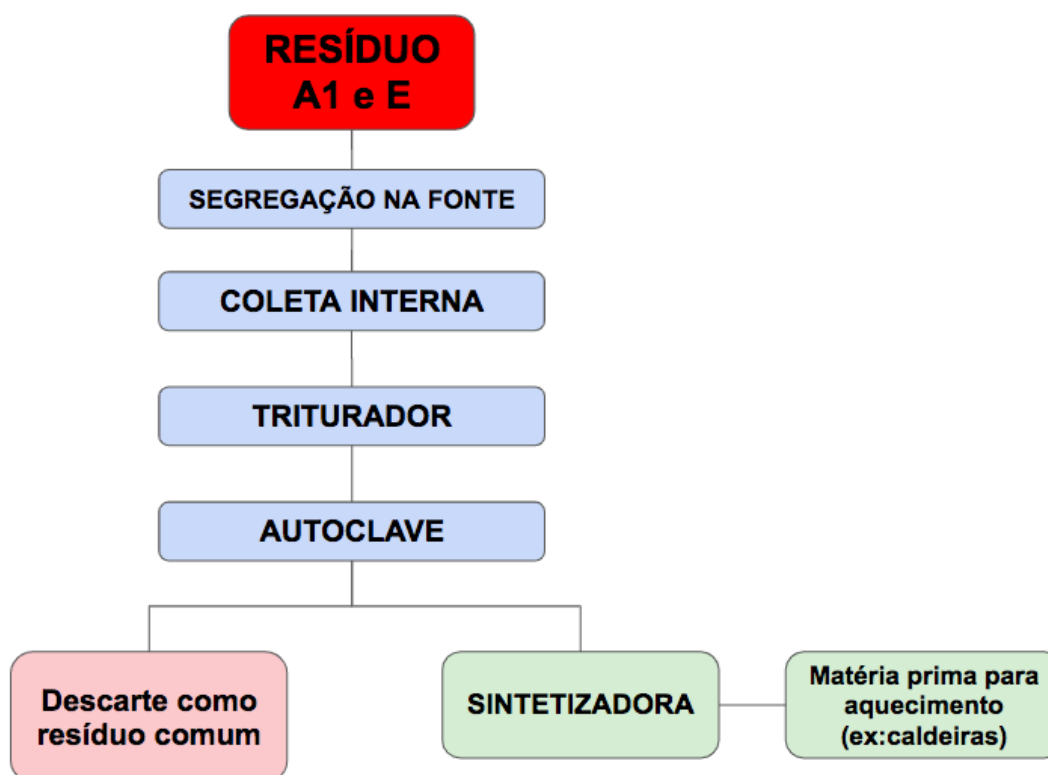 RESÍDUO
A1 e E
SEGREGAÇÃO NA FONTE
COLETA INTERNA
TRITURADOR
AUTOCLAVE
Descarte como
resíduo comum
SINTETIZADORA
Matéria prima para
aquecimento
(ex:caldeiras)